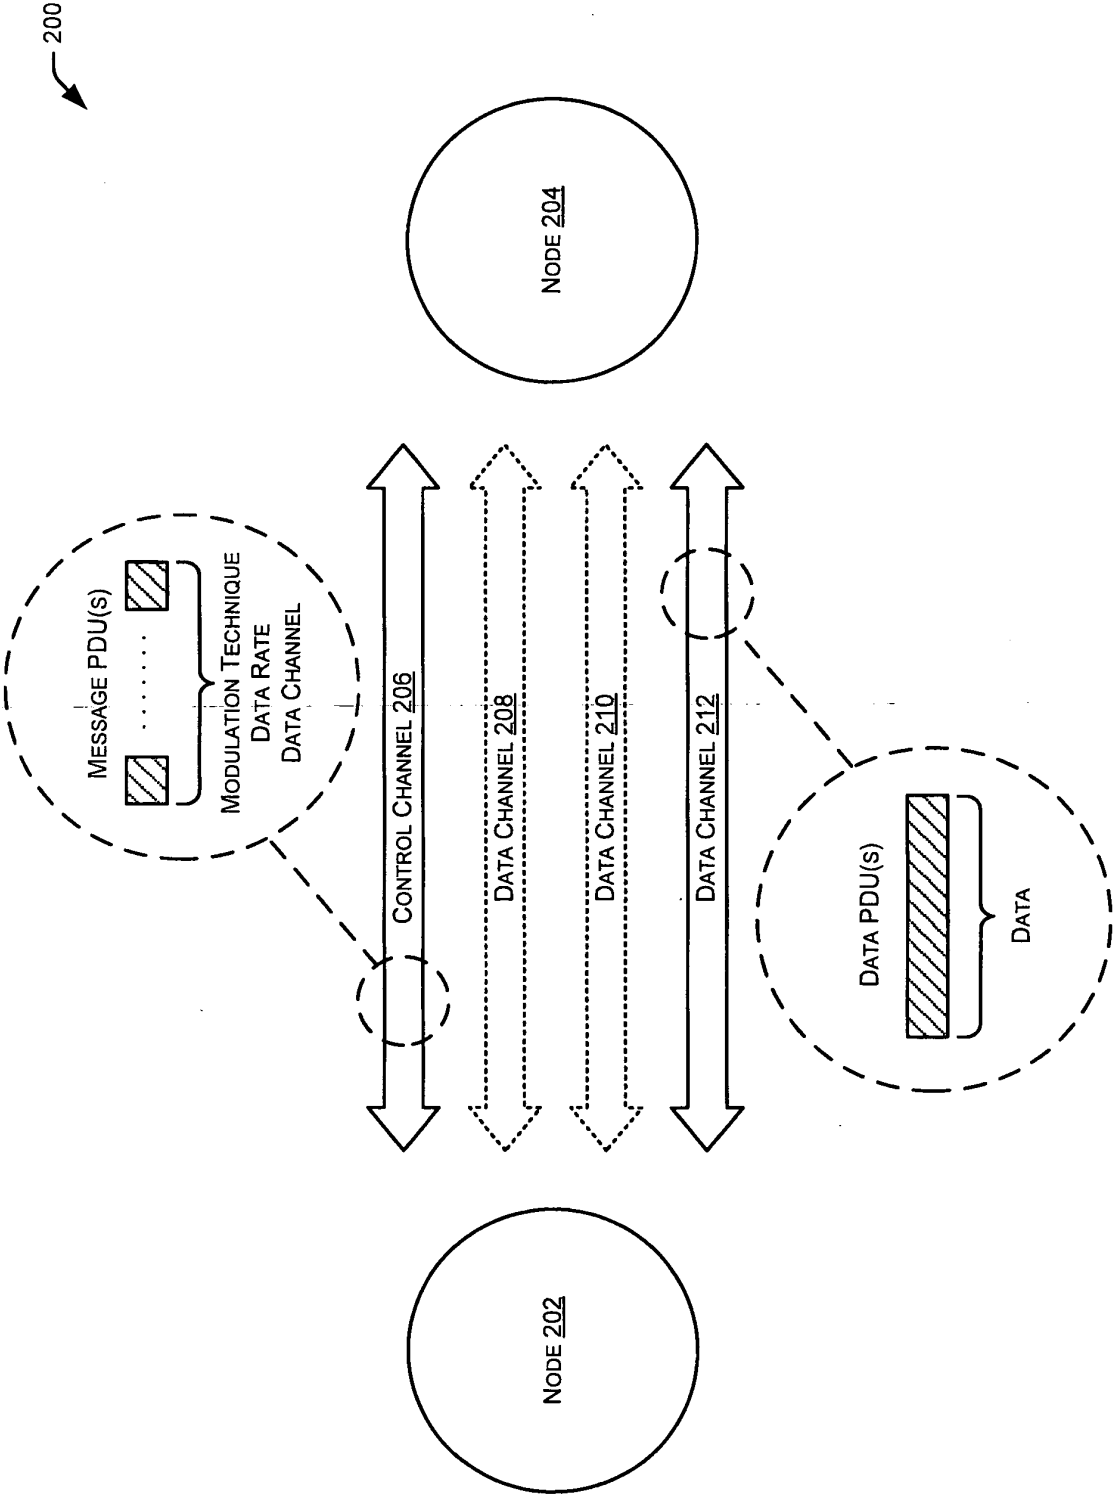 200
MESSAGE PDU(S)
MODULATION TECHNIQUE
DATA RATE
DATA CHANNEL
NODE 202
CONTROL CHANNEL 206
DATA CHANNEL 208
DATA CHANNEL 210
DATA CHANNEL 212
NODE 204
DATA PDU(S)
DATA